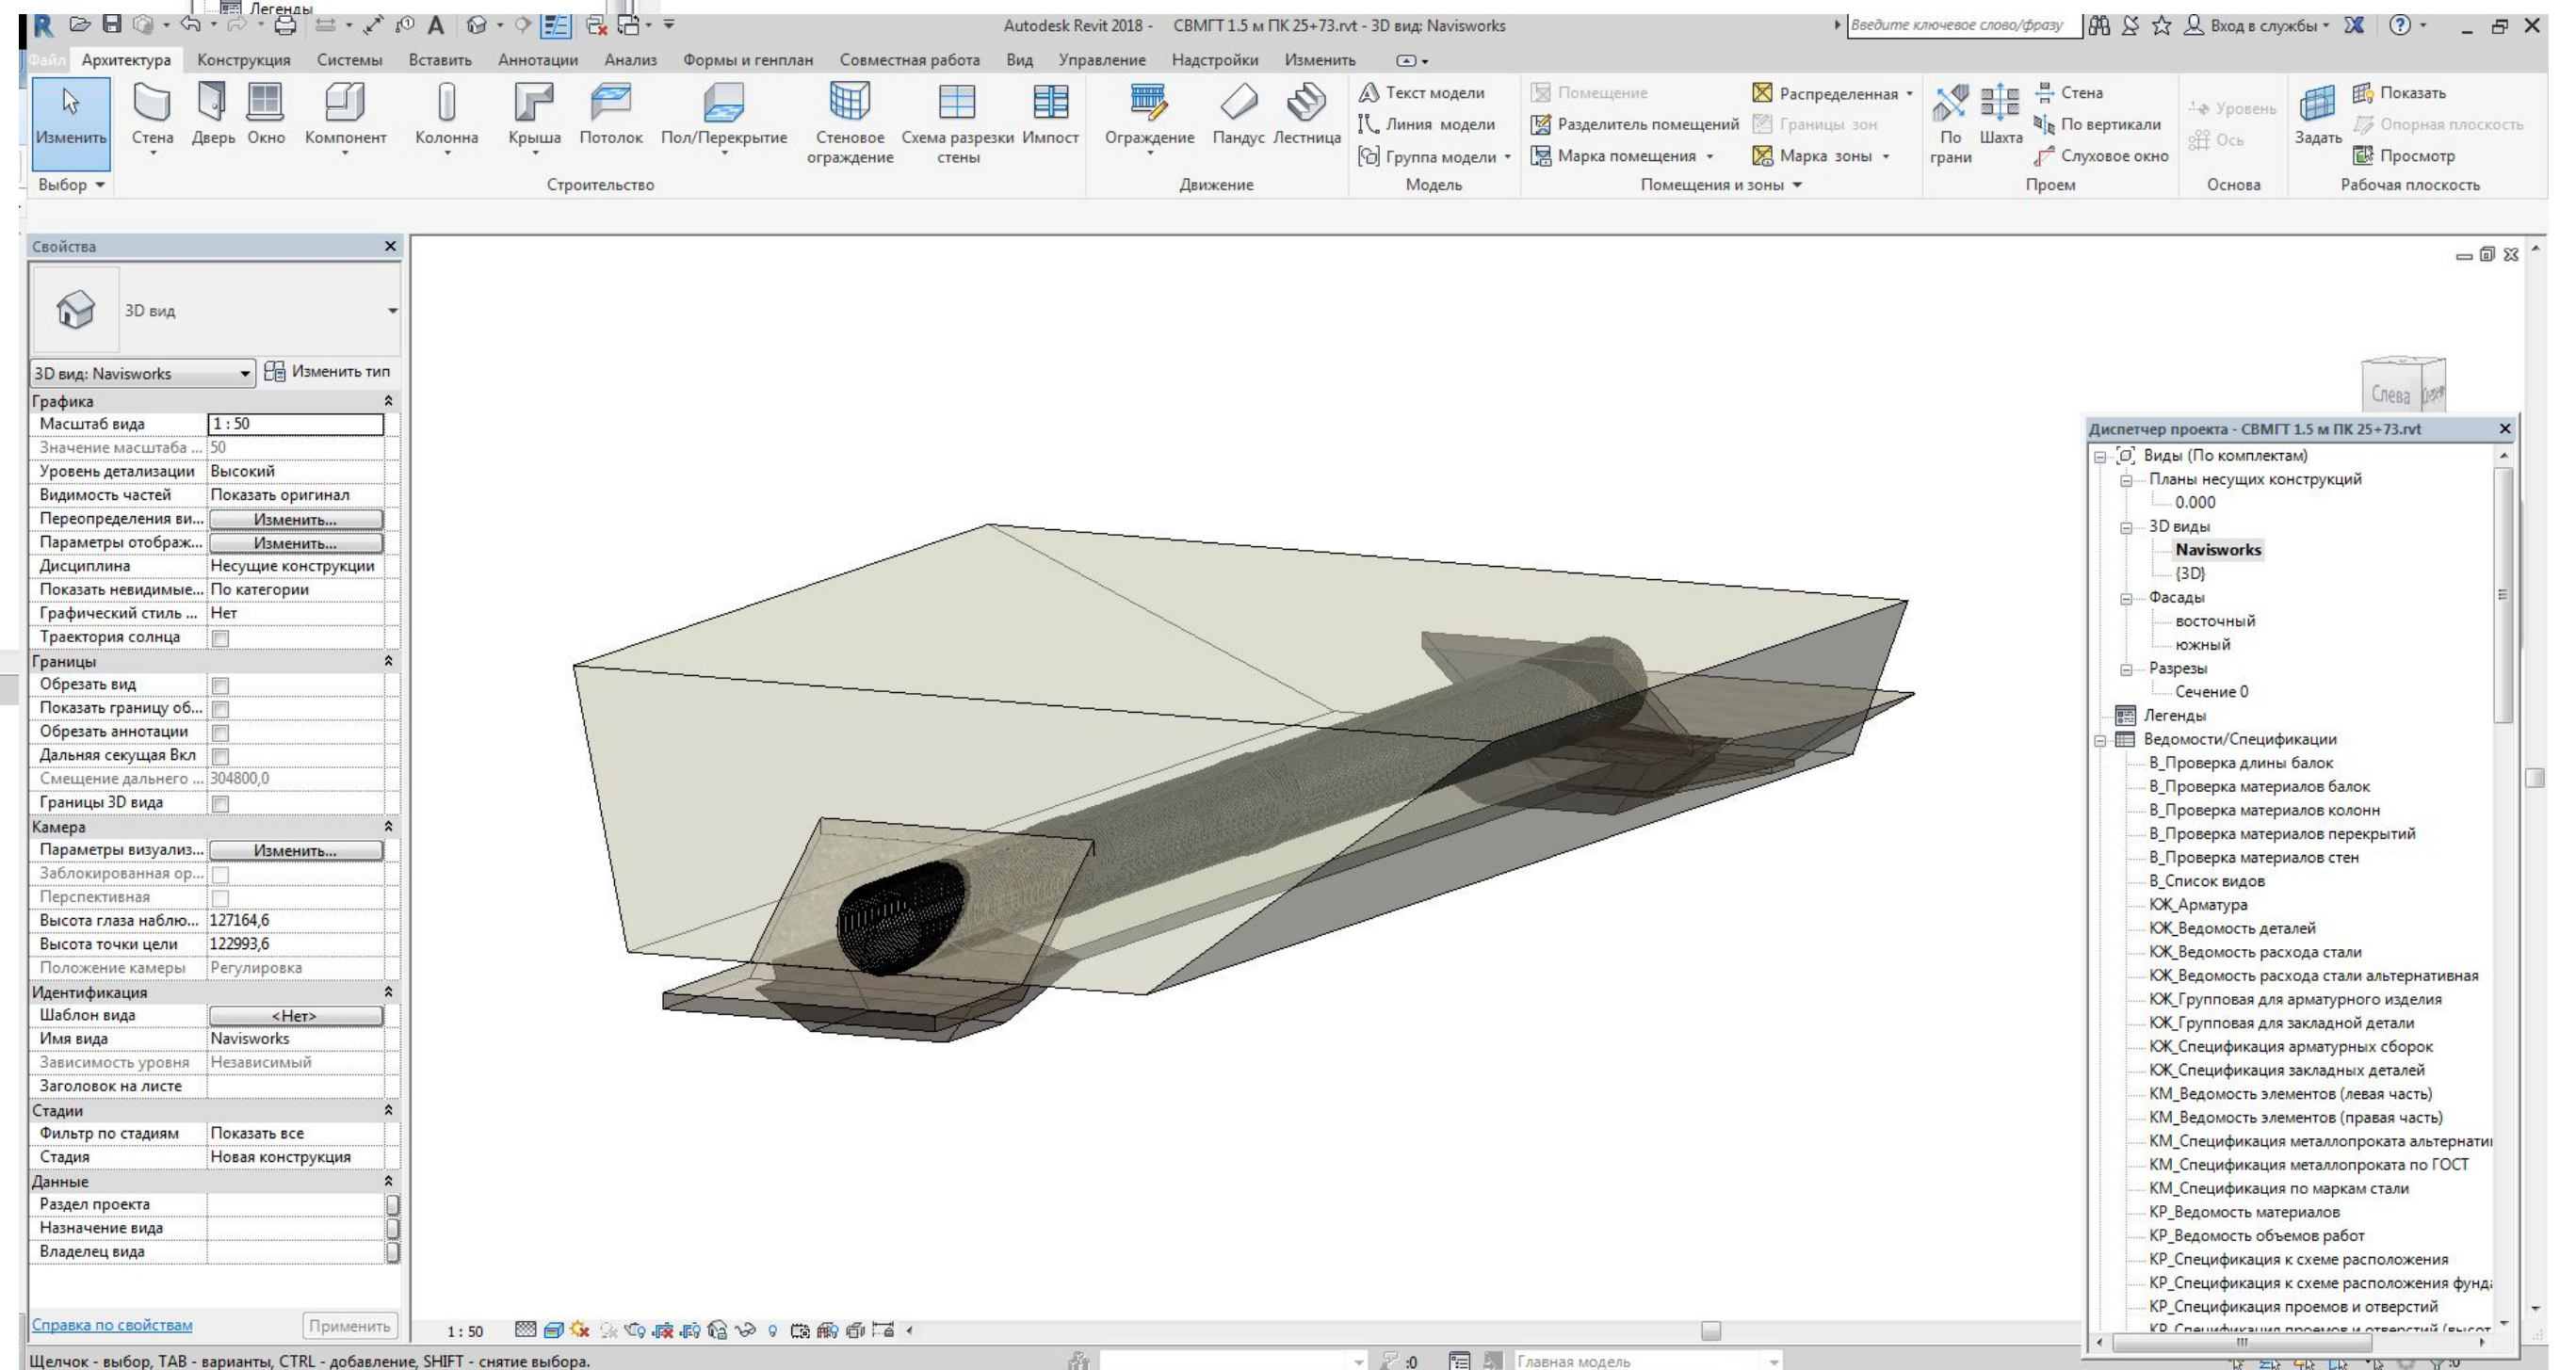 Легенды
Autodesk Revit 2018 - СВМГТ 1.5 м ПК 25+73.rvt - 3D вид: Navisworks
Введите ключевое слово/фразу
Вход в службы
Файл Архитектура Конструкция Системы Вставить Аннотации Анализ Формы и генплан Совместная работа Вид Управление Надстройки Изменить
Изменить Стена Дверь Окно Компонент Колонна Крыша Потолок Пол/Перекрытие Стеновое ограждение Схема разрезки стены Импост Ограждение Пандус Лестница
Текст модели
Линия модели
Группа модели
Помещение
Разделитель помещений
Марка помещения
Распределенная
Границы зон
Марка зоны
По грани
Шахта
Стена
По вертикали
Слуховое окно
Уровень
Ось
Задать
Показать
Опорная плоскость
Просмотр
Выбор Строительство Движение Модель Помещения и зоны Проем Основа Рабочая плоскость
Свойства
3D вид
3D вид: Navisworks Изменить тип
Графика
Масштаб вида 1 : 50
Значение масштаба ... 50
Уровень детализации Высокий
Видимость частей Показать оригинал
Переопределения ви... Изменить...
Параметры отображ... Изменить...
Дисциплина Несущие конструкции
Показать невидимые... По категории
Графический стиль ... Нет
Траектория солнца
Границы
Обрезать вид
Показать границу об...
Обрезать аннотации
Дальняя секущая Вкл
Смещение дальнего ... 304800,0
Границы 3D вида
Камера
Параметры визуализ... Изменить...
Заблокированная ор...
Перспективная
Высота глаза наблю... 127164,6
Высота точки цели 122993,6
Положение камеры Регулировка
Идентификация
Шаблон вида <Нет>
Имя вида Navisworks
Зависимость уровня Независимый
Заголовок на листе
Стадии
Фильтр по стадиям Показать все
Стадия Новая конструкция
Данные
Раздел проекта
Назначение вида
Владелец вида
Справка по свойствам Применить
Слева
Диспетчер проекта - СВМГТ 1.5 м ПК 25+73.rvt
Виды (По комплектам)
Планы несущих конструкций
0.000
3D виды
Navisworks
{3D}
Фасады
восточный
южный
Разрезы
Сечение 0
Легенды
Ведомости/Спецификации
В_Проверка длины балок
В_Проверка материалов балок
В_Проверка материалов колонн
В_Проверка материалов перекрытий
В_Проверка материалов стен
В_Список видов
КЖ_Арматура
КЖ_Ведомость деталей
КЖ_Ведомость расхода стали
КЖ_Ведомость расхода стали альтернативная
КЖ_Групповая для арматурного изделия
КЖ_Групповая для закладной детали
КЖ_Спецификация арматурных сборок
КЖ_Спецификация закладных деталей
КМ_Ведомость элементов (левая часть)
КМ_Ведомость элементов (правая часть)
КМ_Спецификация металлопроката альтернати
КМ_Спецификация металлопроката по ГОСТ
КМ_Спецификация по маркам стали
КР_Ведомость материалов
КР_Ведомость объемов работ
КР_Спецификация к схеме расположения
КР_Спецификация к схеме расположения фунд
КР_Спецификация проемов и отверстий
КР_Спецификация проемов и отверстий (высот
1 : 50
Щелчок - выбор, TAB - варианты, CTRL - добавление, SHIFT - снятие выбора.
:0
Главная модель
:0